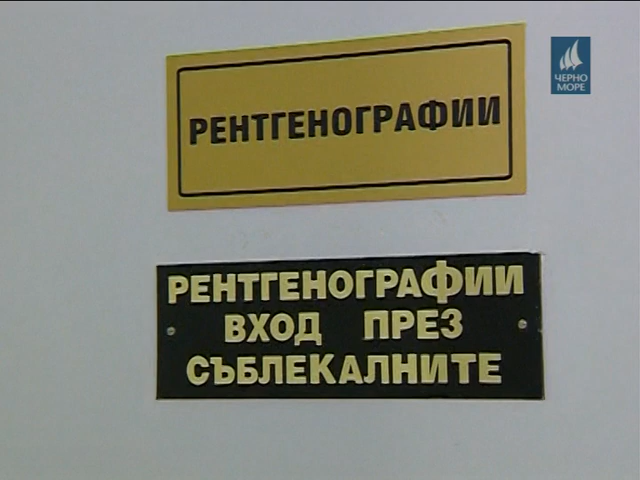 ЧЕРНО
МОРЕ
РЕНТГЕНОГРАФИИ
РЕНТГЕНОГРАФИИ
ВХОД ПРЕЗ
СЪБЛЕКАЛНИТЕ